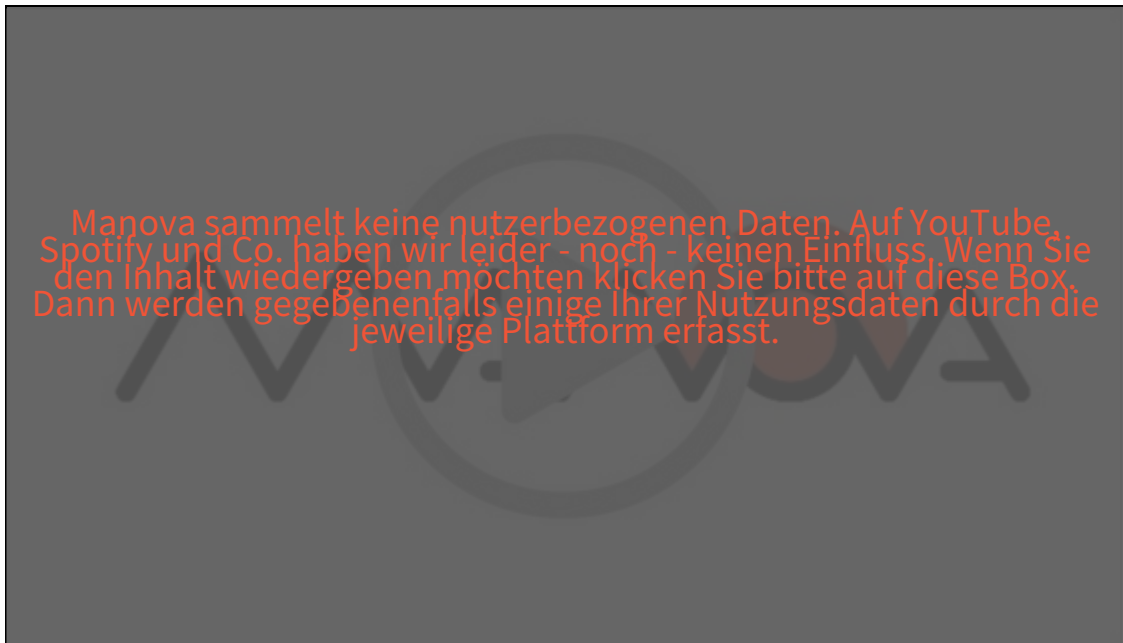 Manova sammelt keine nutzerbezogenen Daten. Auf YouTube,
Spotify und Co. haben wir leider - noch - keinen Einfluss. Wenn Sie
den Inhalt wiedergeben möchten klicken Sie bitte auf diese Box.
Dann werden gegebenenfalls einige Ihrer Nutzungsdaten durch die
jeweilige Plattform erfasst.
MANOVA